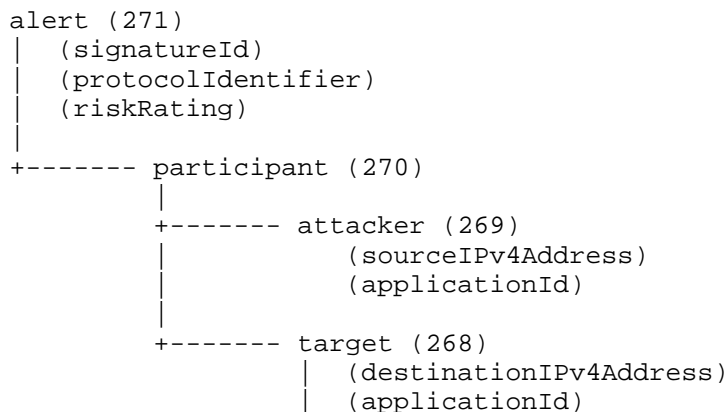 alert (271)
|   (signatureId)
|   (protocolIdentifier)
|   (riskRating)
|
+------- participant (270)
         |
         +------- attacker (269)
         |           (sourceIPv4Address)
         |           (applicationId)
         |
         +------- target (268)
                  |  (destinationIPv4Address)
                  |  (applicationId)